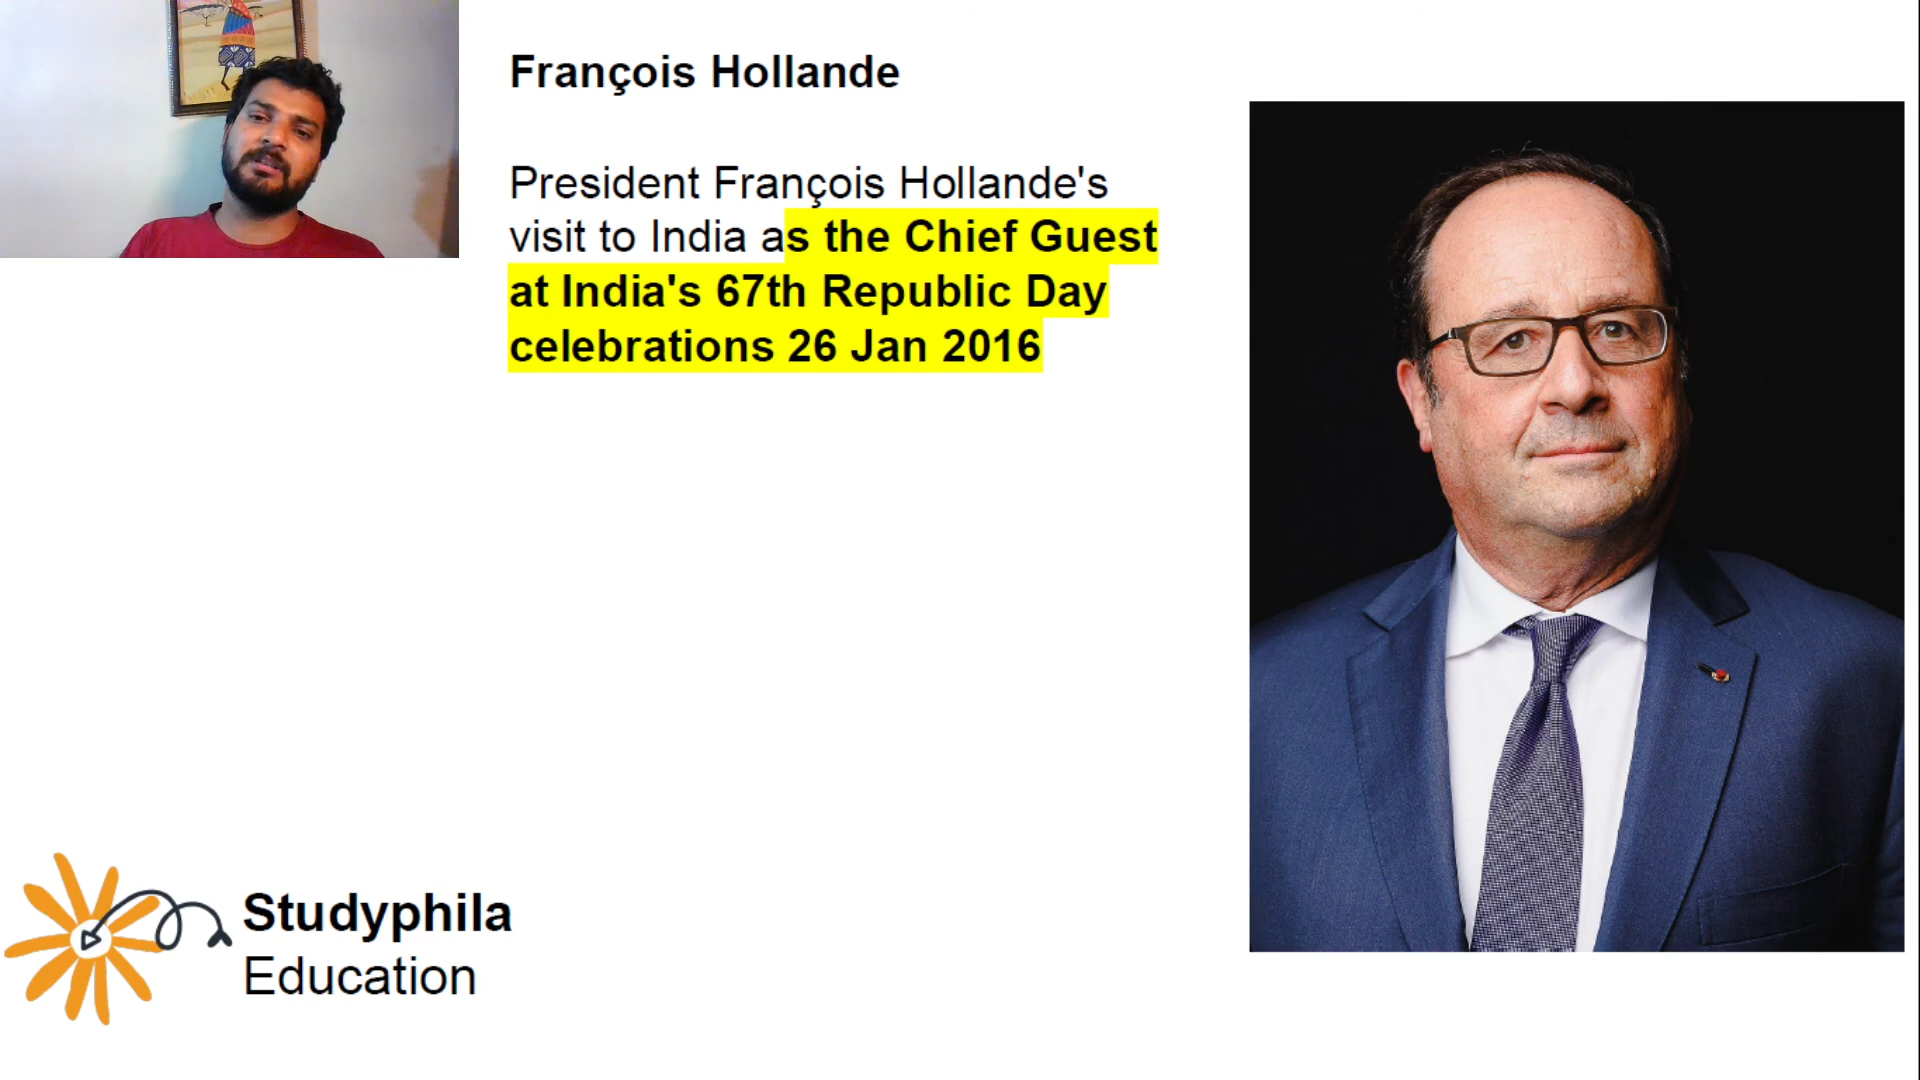 François Hollande
President François Hollande's
visit to India as the Chief Guest
at India's 67th Republic Day
celebrations 26 Jan 2016
Studyphila
Education